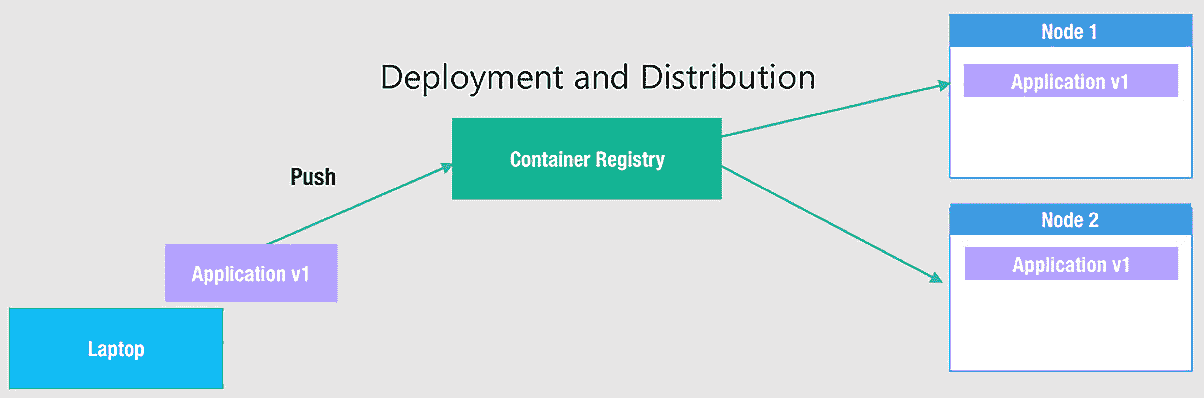 Deployment and Distribution
Push
Application v1
Laptop
Container Registry
Node 1
Application v1
Node 2
Application v1